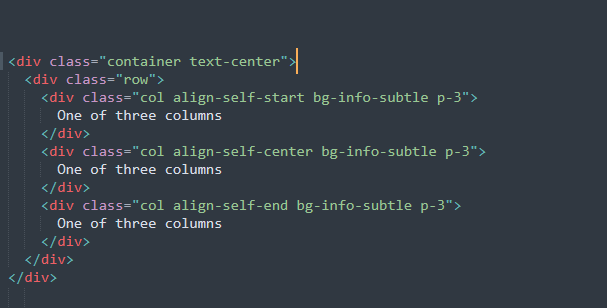 <div class="container text-center">
<div class="row">
<div class="col align-self-start bg-info-subtle p-3">
One of three columns
</div>
<div class="col align-self-center bg-info-subtle p-3">
One of three columns
</div>
<div class="col align-self-end bg-info-subtle p-3">
One of three columns
</div>
</div>
</div>